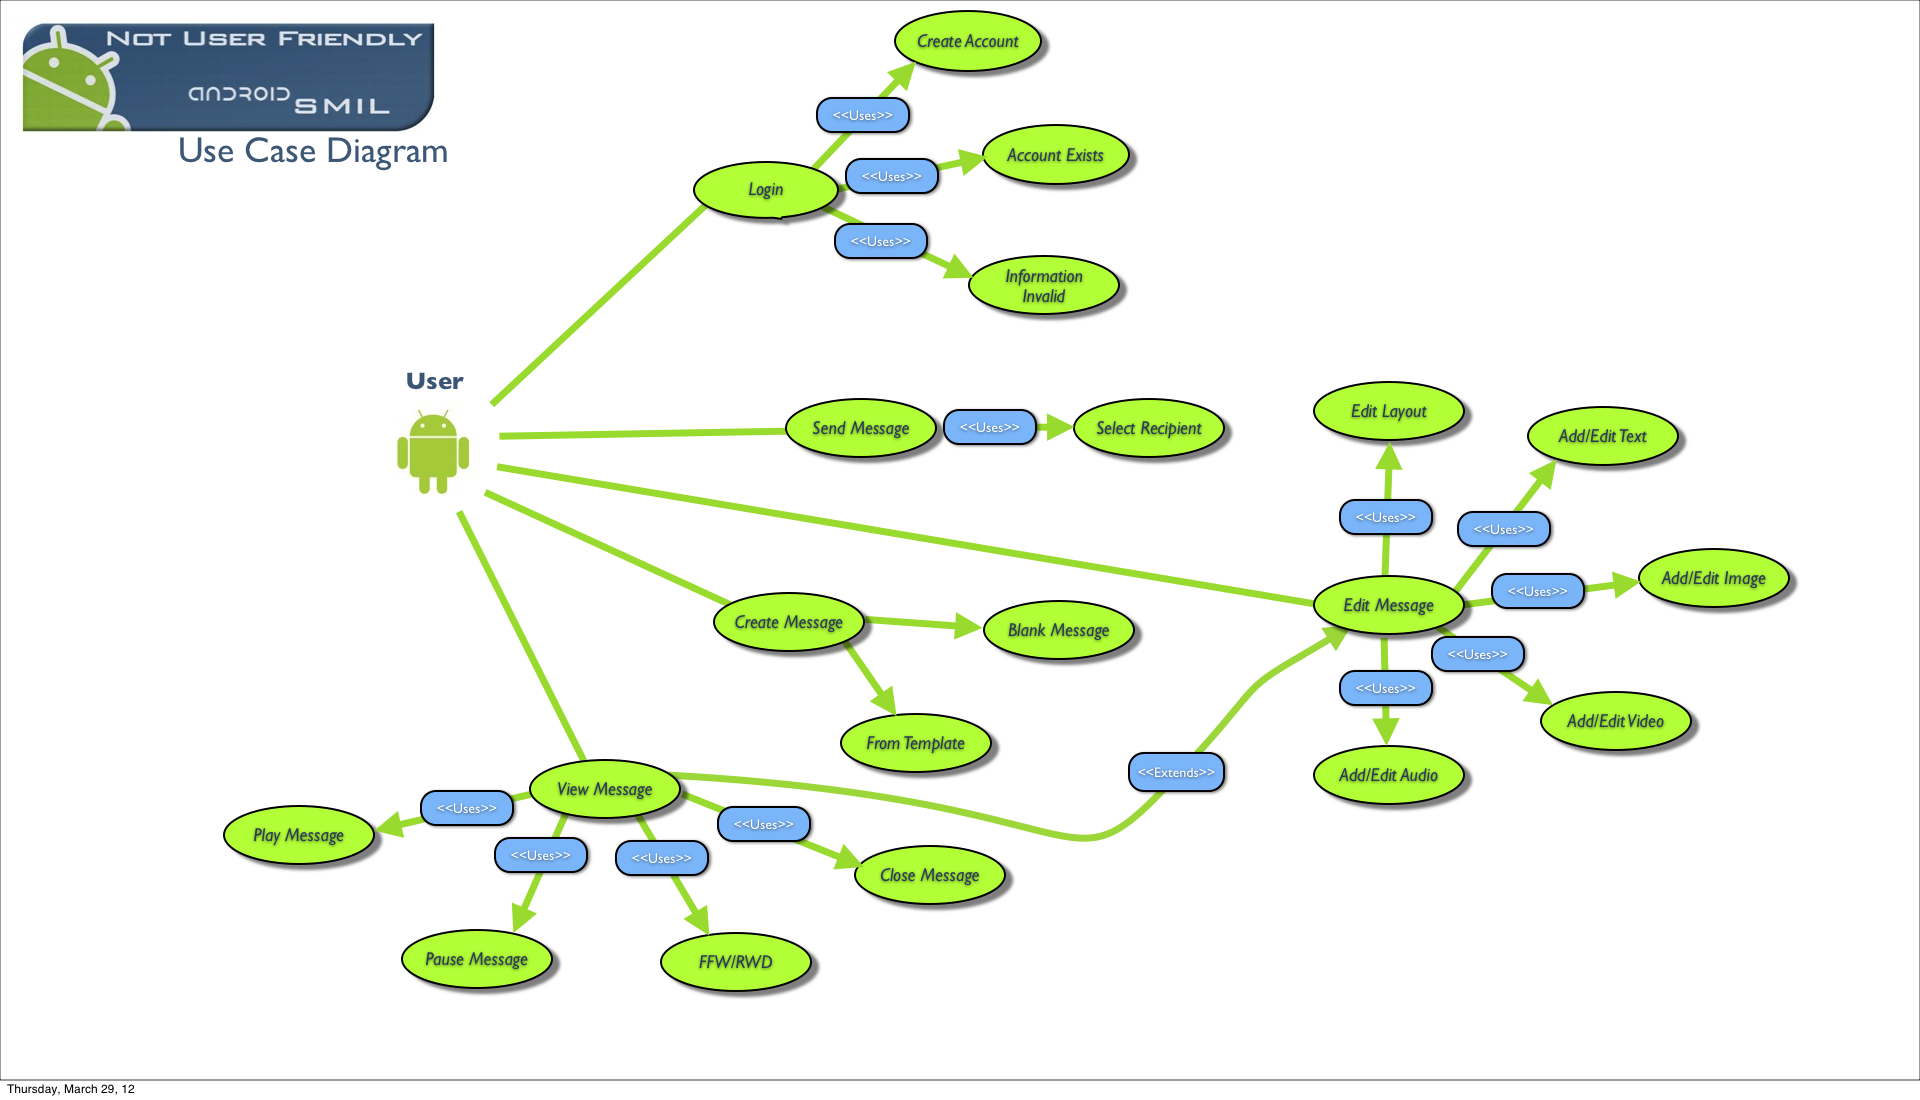 NOT USER FRIENDLY
ANDROID SMIL
Use Case Diagram
Create Account
<<Uses>>
Account Exists
<<Uses>>
Login
<<Uses>>
Information
Invalid
User
Send Message
<<Uses>>
Select Recipient
Edit Layout
Add/Edit Text
<<Uses>>
<<Uses>>
Add/Edit Image
<<Uses>>
Edit Message
Create Message
Blank Message
<<Uses>>
<<Uses>>
Add/Edit Video
From Template
<<Extends>>
Add/Edit Audio
View Message
<<Uses>>
<<Uses>>
Play Message
<<Uses>>
<<Uses>>
Close Message
Pause Message
FFW/RWD
Thursday, March 29, 12